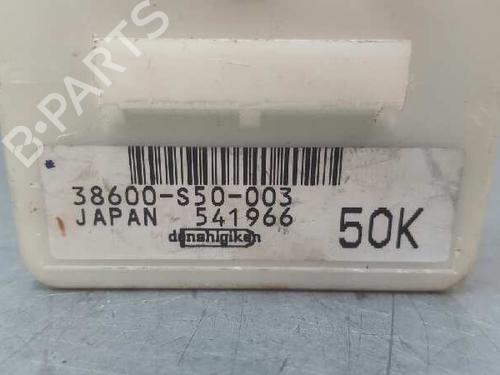 B-PARTS
38600-S50-003
JAPAN 541966
denshigiken
50K